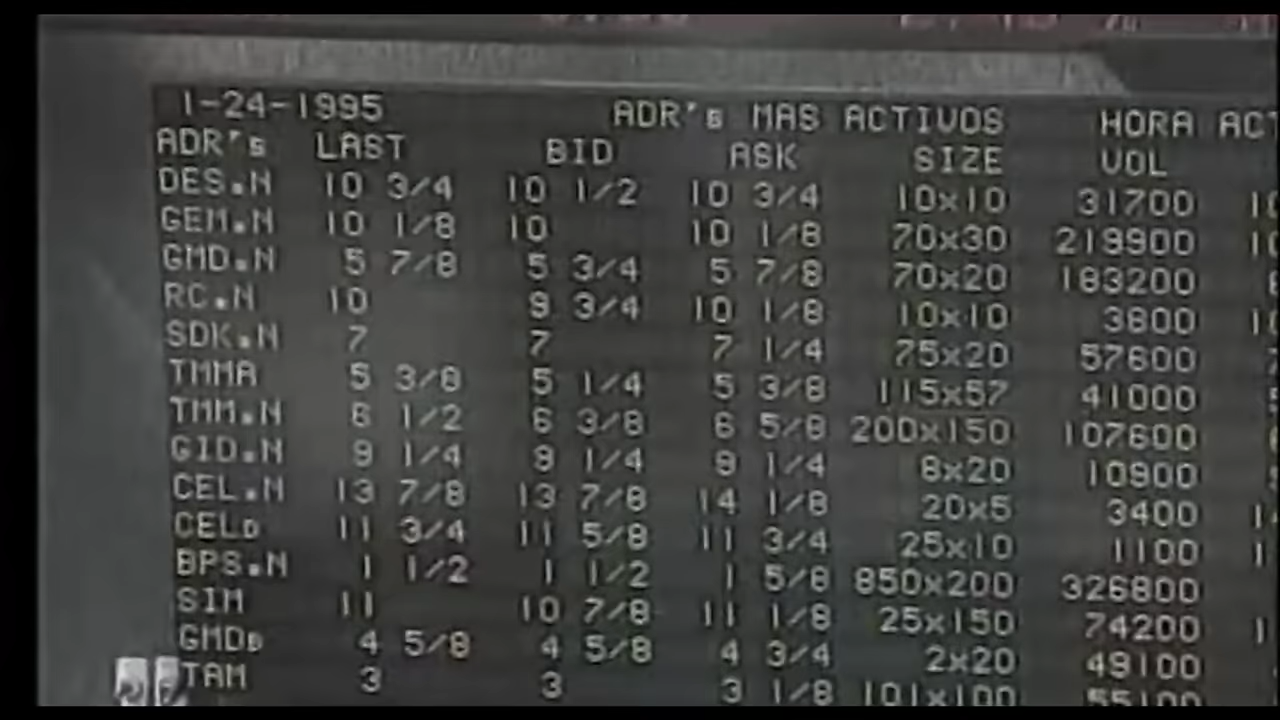 1-24-1995 ADR's MAS ACTIVOS HORA ACT
ADR's LAST BID ASK SIZE VOL
DES.N 10 3/4 10 1/2 10 3/4 10x10 31700
GEM.N 10 1/8 10 10 1/8 70x30 219900
GMD.N 5 7/8 5 3/4 5 7/8 70x20 183200
RC.N 10 9 3/4 10 1/8 10x10 3800
SDK.N 7 7 7 1/4 75x20 57600
TMMA 5 3/8 5 1/4 5 3/8 115x57 41000
TMM.N 6 1/2 6 3/8 6 5/8 200x150 107600
GID.N 9 1/4 9 1/4 9 1/4 8x20 10900
CEL.N 13 7/8 13 7/8 14 1/8 20x5 3400
CELD 11 3/4 11 5/8 11 3/4 25x10 1100
BPS.N 1 1/2 1 1/2 1 5/8 850x200 326800
SIM 11 10 7/8 11 1/8 25x150 74200
GMDB 4 5/8 4 5/8 4 3/4 2x20 49100
TAM 3 3 3 1/8 101x100 55100